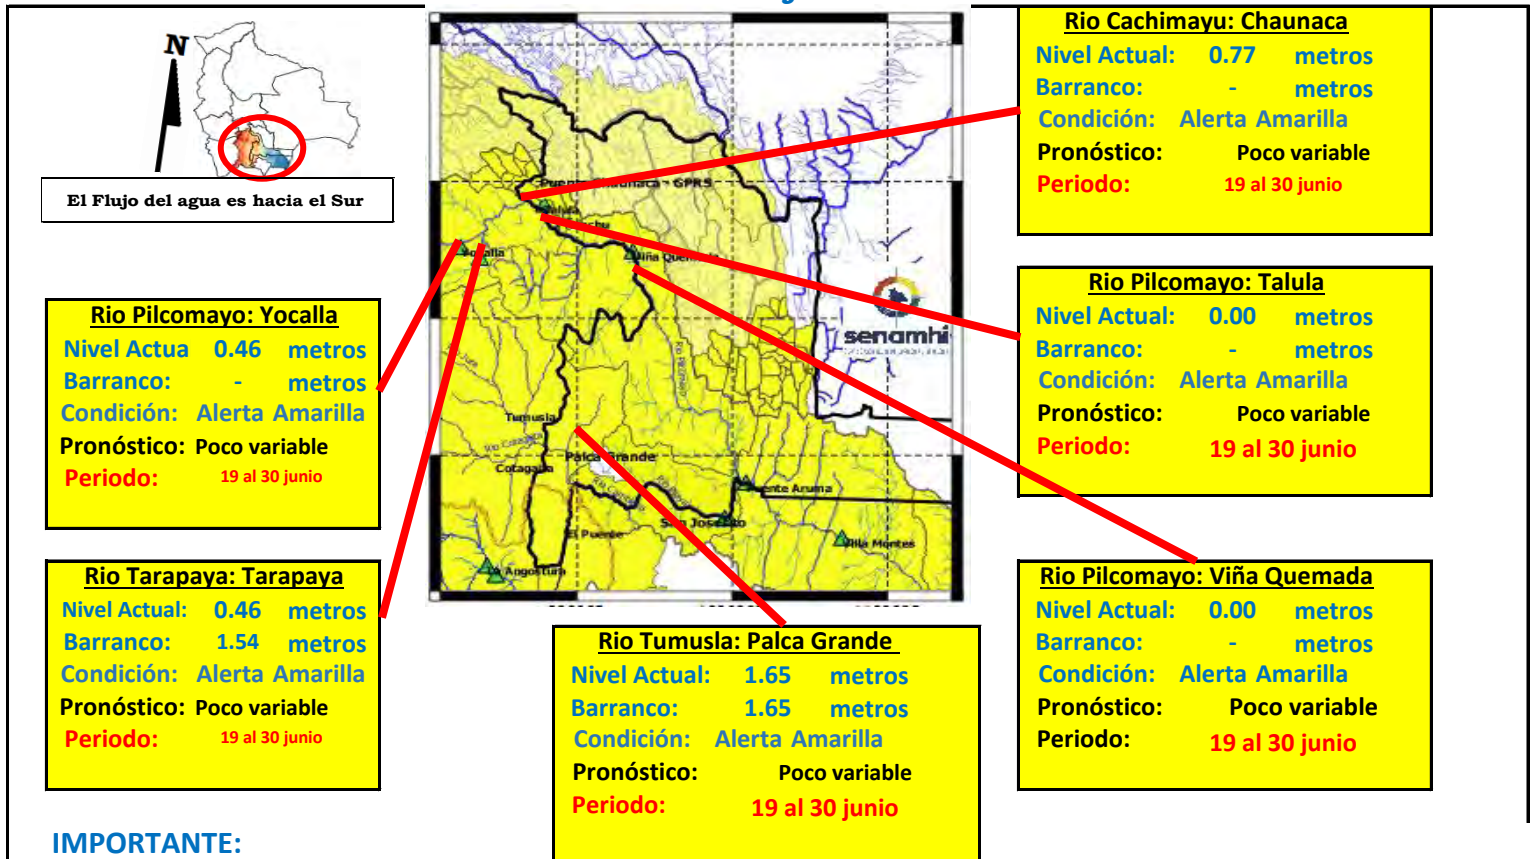 N
El Flujo del agua es hacia el Sur
Rio Cachimayu: Chaunaca
Nivel Actual: 0.77 metros
Barranco: - metros
Condición: Alerta Amarilla
Pronóstico: Poco variable
Periodo: 19 al 30 junio
Rio Pilcomayo: Talula
Nivel Actual: 0.00 metros
Barranco: - metros
Condición: Alerta Amarilla
Pronóstico: Poco variable
Periodo: 19 al 30 junio
Rio Pilcomayo: Yocalla
Nivel Actua 0.46 metros
Barranco: - metros
Condición: Alerta Amarilla
Pronóstico: Poco variable
Periodo: 19 al 30 junio
Rio Tarapaya: Tarapaya
Nivel Actual: 0.46 metros
Barranco: 1.54 metros
Condición: Alerta Amarilla
Pronóstico: Poco variable
Periodo: 19 al 30 junio
Rio Tumusla: Palca Grande
Nivel Actual: 1.65 metros
Barranco: 1.65 metros
Condición: Alerta Amarilla
Pronóstico: Poco variable
Periodo: 19 al 30 junio
Rio Pilcomayo: Viña Quemada
Nivel Actual: 0.00 metros
Barranco: - metros
Condición: Alerta Amarilla
Pronóstico: Poco variable
Periodo: 19 al 30 junio
Chaunaca - GPRS
Viña
senamhi
Tumusla
Palca Grande
Cotagaita
San
Villa Montes
El Puente
Angostura
IMPORTANTE: